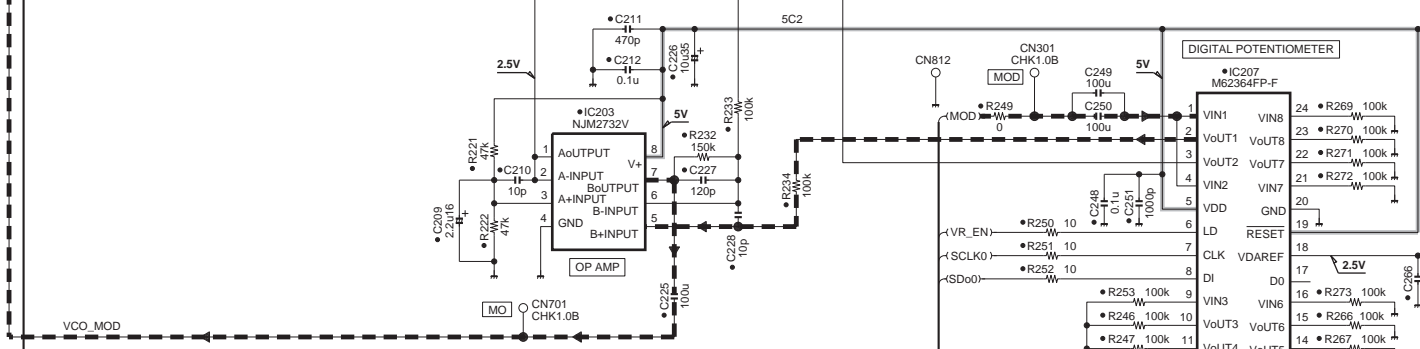 C211
470p
C212
0.1u
C226
10u35
5C2
2.5V
IC203
NJM2732V
5V
R221
47k
C210
10p
1
AoUTPUT
2
A-INPUT
3
A+INPUT
4
GND
V+
8
BoUTPUT
7
B-INPUT
6
B+INPUT
5
OP AMP
C209
2.2u16
R222
47k
R232
150k
C227
120p
R233
100k
C228
10p
R234
100k
C225
100u
MO
CN701
CHK1.0B
VCO_MOD
CN812
CN301
CHK1.0B
MOD
(MOD)
R249
0
C249
100u
C250
100u
5V
DIGITAL POTENTIOMETER
IC207
M62364FP-F
1
VIN1
2
VoUT1
3
VoUT2
4
VIN2
5
VDD
6
LD
7
CLK
8
DI
9
VIN3
10
VoUT3
11
VoUT4
C248
0.1u
C251
1000p
(VR_EN)
R250 10
(SCLK0)
R251 10
(SDo0)
R252 10
R253 100k
R246 100k
R247 100k
VIN8
24
R269 100k
VoUT8
23
R270 100k
VoUT7
22
R271 100k
VIN7
21
R272 100k
GND
20
RESET
19
VDAREF
18
2.5V
D0
17
VIN6
16
R273 100k
VoUT6
15
R266 100k
VoUT5
14
R267 100k
C266